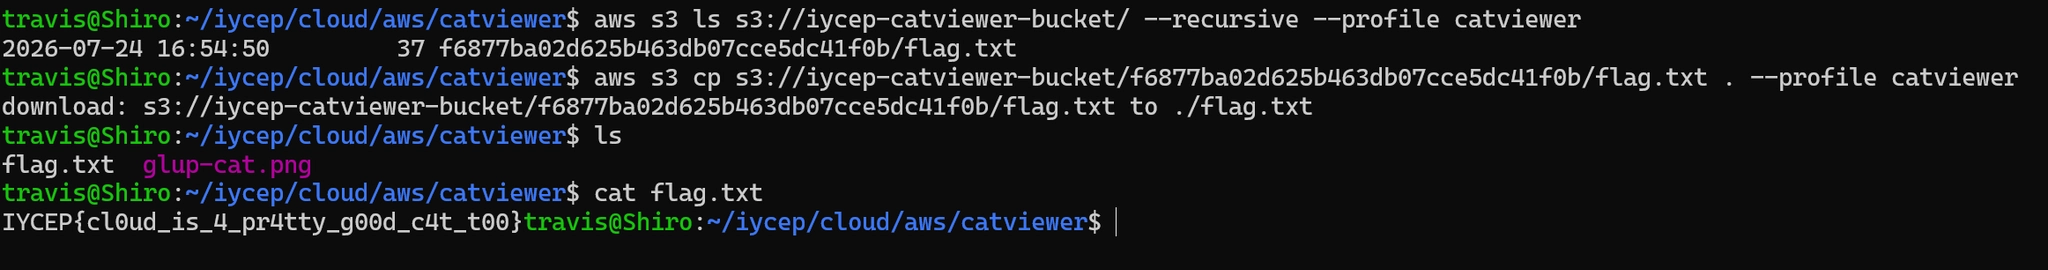 travis@Shiro:~/iycep/cloud/aws/catviewer$ aws s3 ls s3://iycep-catviewer-bucket/ --recursive --profile catviewer
2026-07-24 16:54:50         37 f6877ba02d625b463db07cce5dc41f0b/flag.txt
travis@Shiro:~/iycep/cloud/aws/catviewer$ aws s3 cp s3://iycep-catviewer-bucket/f6877ba02d625b463db07cce5dc41f0b/flag.txt . --profile catviewer
download: s3://iycep-catviewer-bucket/f6877ba02d625b463db07cce5dc41f0b/flag.txt to ./flag.txt
travis@Shiro:~/iycep/cloud/aws/catviewer$ ls
flag.txt  glup-cat.png
travis@Shiro:~/iycep/cloud/aws/catviewer$ cat flag.txt
IYCEP{cl0ud_is_4_pr4tty_g00d_c4t_t00}travis@Shiro:~/iycep/cloud/aws/catviewer$